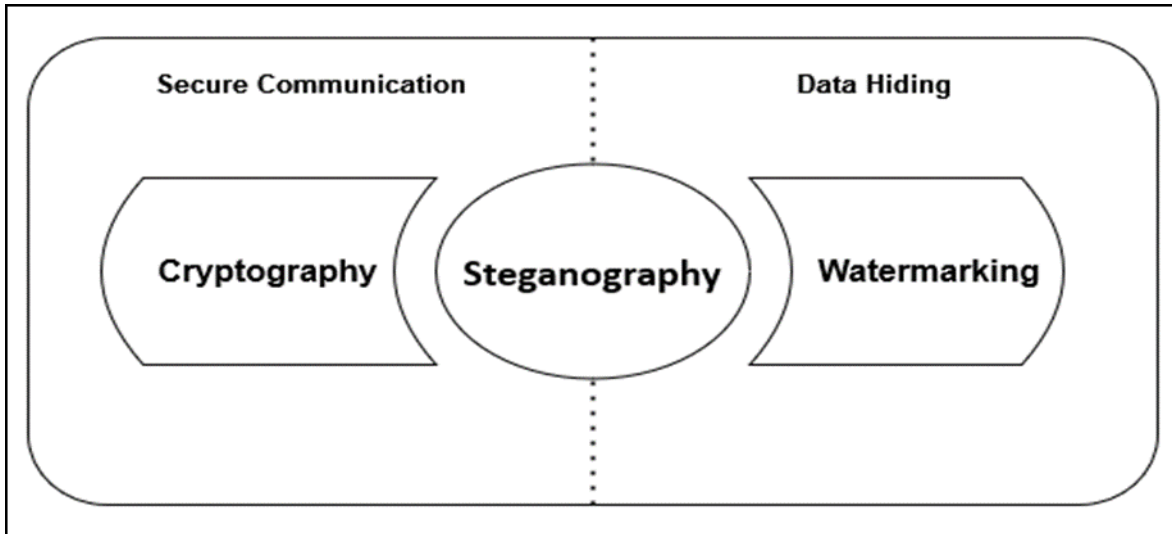 Secure Communication
Data Hiding
Cryptography
Steganography
Watermarking